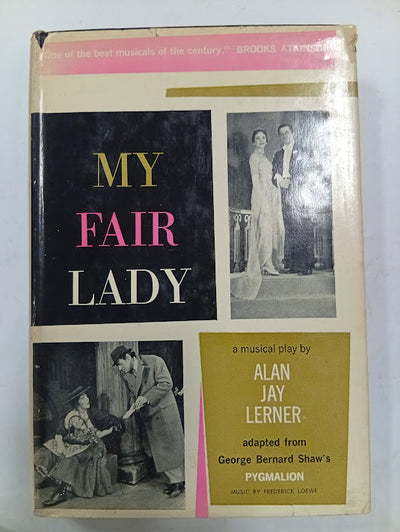 "One of the best musicals of the century." BROOKS ATKINSON
MY
FAIR
LADY
a musical play by
ALAN
JAY
LERNER
adapted from
George Bernard Shaw's
PYGMALION
MUSIC BY FREDERICK LOEWE